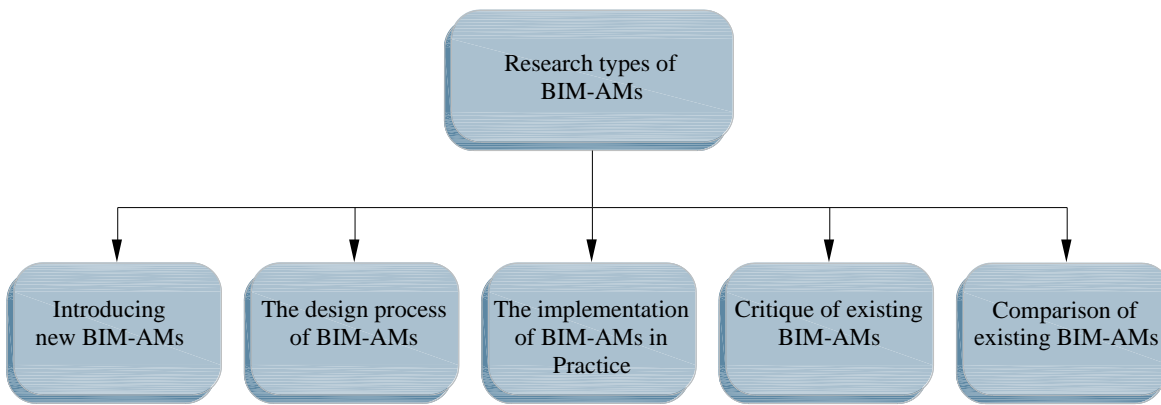 Research types of
BIM-AMs
Introducing
new BIM-AMs
The design process
of BIM-AMs
The implementation
of BIM-AMs in
Practice
Critique of existing
BIM-AMs
Comparison of
existing BIM-AMs